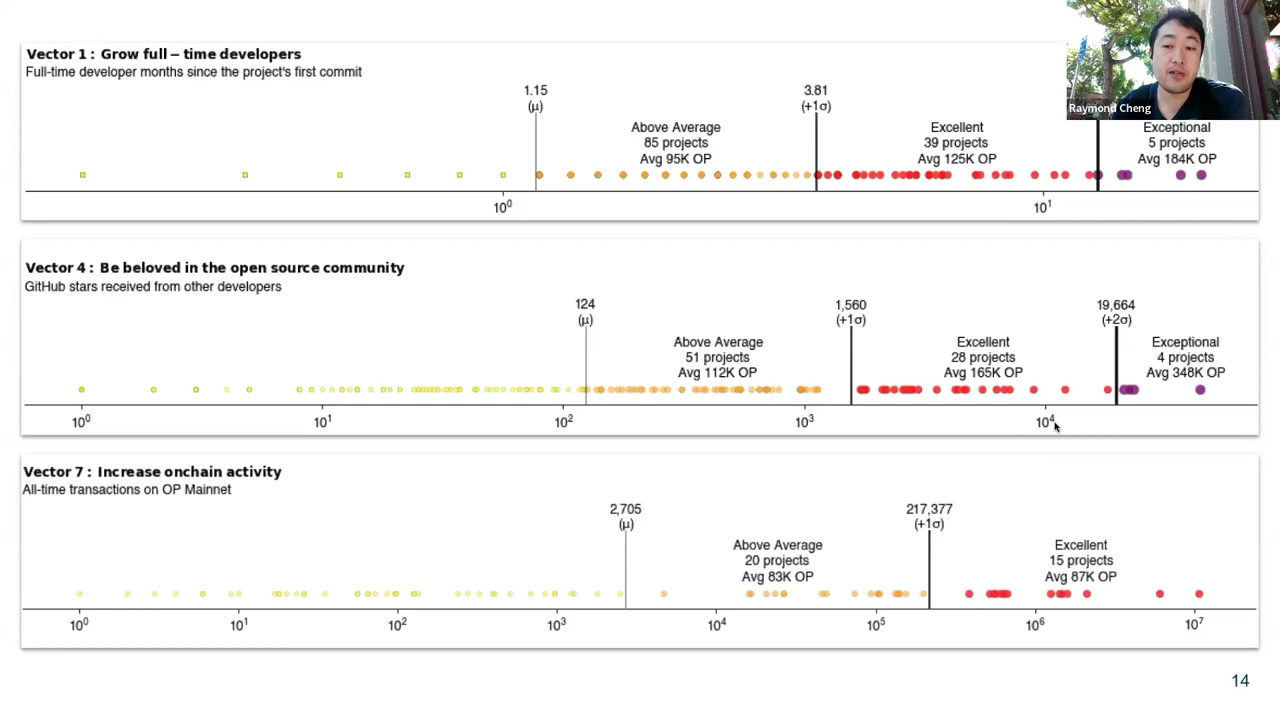 Vector 1 : Grow full – time developers
Full-time developer months since the project's first commit
1.15
(μ)
3.81
(+1σ)
Above Average
85 projects
Avg 95K OP
Excellent
39 projects
Avg 125K OP
Exceptional
5 projects
Avg 184K OP
10⁰
10¹
Raymond Cheng
Vector 4 : Be beloved in the open source community
GitHub stars received from other developers
124
(μ)
1,560
(+1σ)
19,664
(+2σ)
Above Average
51 projects
Avg 112K OP
Excellent
28 projects
Avg 165K OP
Exceptional
4 projects
Avg 348K OP
10⁰
10¹
10²
10³
10⁴
Vector 7 : Increase onchain activity
All-time transactions on OP Mainnet
2,705
(μ)
217,377
(+1σ)
Above Average
20 projects
Avg 83K OP
Excellent
15 projects
Avg 87K OP
10⁰
10¹
10²
10³
10⁴
10⁵
10⁶
10⁷
14